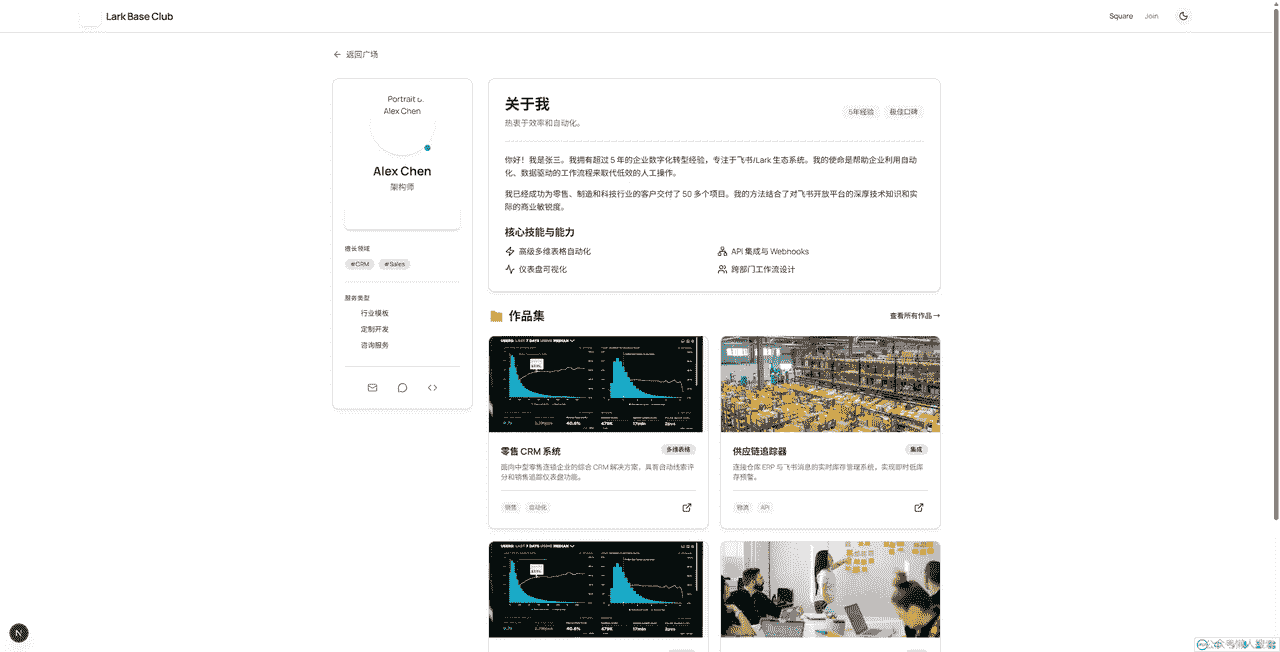 Lark Base Club
Square
Join
← 返回广场
Portrait o
Alex Chen
Alex Chen
架构师
擅长领域
#CRM
#Sales
服务类型
行业模板
定制开发
咨询服务
关于我
热衷于效率和自动化。
5年经验
极佳口碑
你好！我是张三。我拥有超过 5 年的企业数字化转型经验，专注于飞书/Lark 生态系统。我的使命是帮助企业利用自动
化、数据驱动的工作流程来取代低效的人工操作。
我已经成功为零售、制造和科技行业的客户交付了 50 多个项目。我的方法结合了对飞书开放平台的深厚技术知识和实
际的商业敏锐度。
核心技能与能力
高级多维表格自动化
API 集成与 Webhooks
仪表盘可视化
跨部门工作流设计
作品集
查看所有作品 →
零售 CRM 系统
多维表格
面向中型零售连锁企业的综合 CRM 解决方案，具有自动线索评
分和销售追踪仪表盘功能。
销售
自动化
供应链追踪器
集成
连接仓库 ERP 与飞书消息的实时库存管理系统，实现即时低库
存预警。
物流
API
N